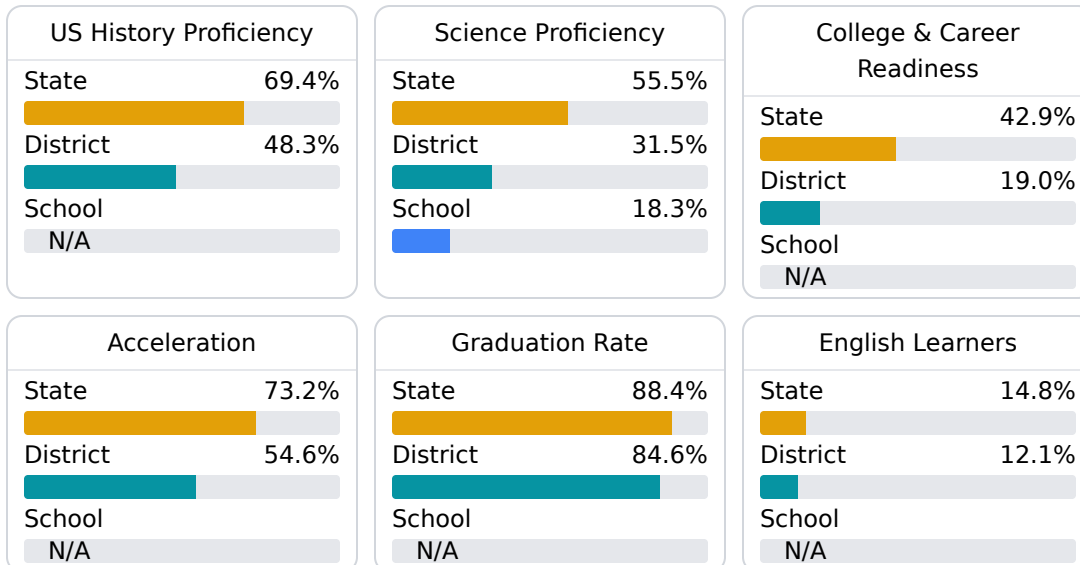 US History Proficiency
State 69.4%
District 48.3%
School
N/A
Science Proficiency
State 55.5%
District 31.5%
School 18.3%
College & Career
Readiness
State 42.9%
District 19.0%
School
N/A
Acceleration
State 73.2%
District 54.6%
School
N/A
Graduation Rate
State 88.4%
District 84.6%
School
N/A
English Learners
State 14.8%
District 12.1%
School
N/A